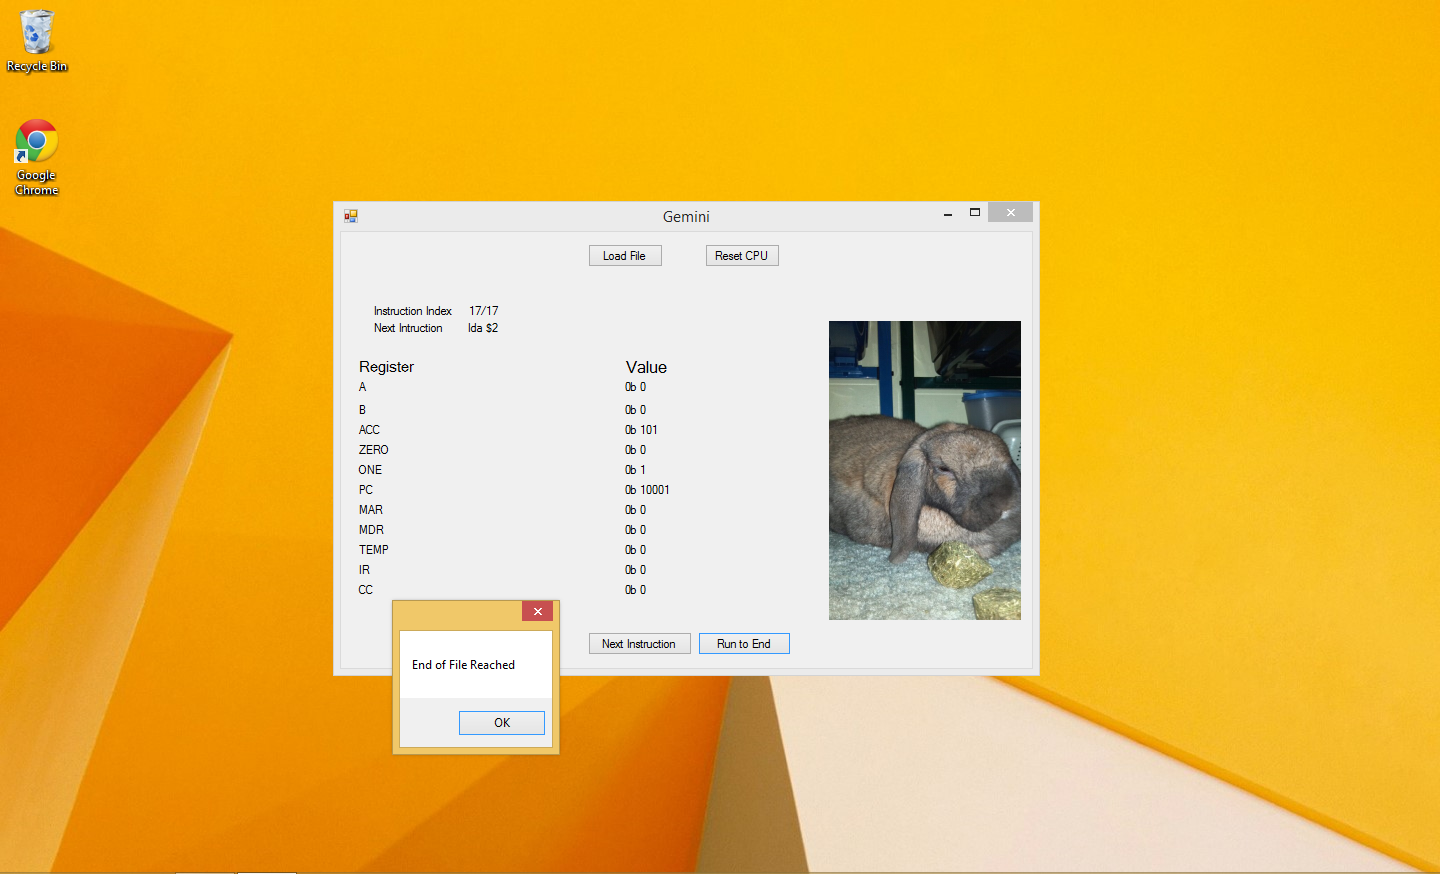 Recycle Bin
Google
Chrome
Gemini
Load File
Reset CPU
Instruction Index 17/17
Next Intruction lda $2
Register Value
A 0b 0
B 0b 0
ACC 0b 101
ZERO 0b 0
ONE 0b 1
PC 0b 10001
MAR 0b 0
MDR 0b 0
TEMP 0b 0
IR 0b 0
CC 0b 0
Next Instruction
Run to End
End of File Reached
OK